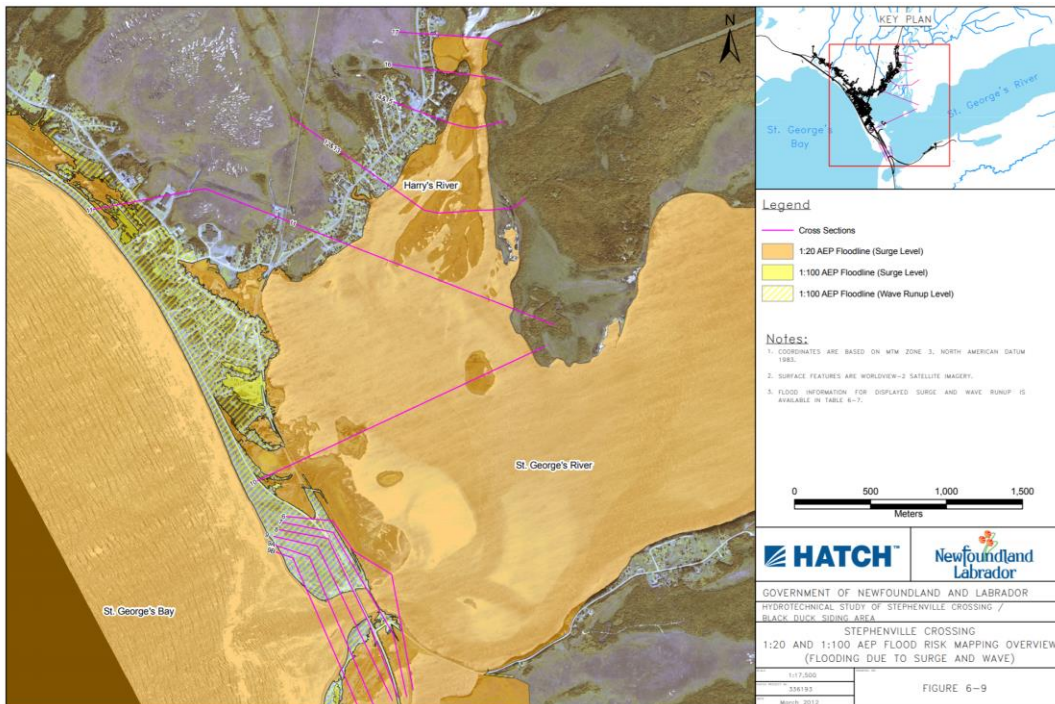 17
16
Harry's River
11
11
10
St. George's River
St. George's Bay
N
KEY PLAN
St. George's
Bay
St. George's River
Legend
Cross Sections
1:20 AEP Floodline (Surge Level)
1:100 AEP Floodline (Surge Level)
1:100 AEP Floodline (Wave Runup Level)
Notes:
1. COORDINATES ARE BASED ON MTM ZONE 3, NORTH AMERICAN DATUM
1983.
2. SURFACE FEATURES ARE WORLDVIEW-2 SATELLITE IMAGERY.
3. FLOOD INFORMATION FOR DISPLAYED SURGE AND WAVE RUNUP IS
AVAILABLE IN TABLE 6-7.
0 500 1,000 1,500
Meters
HATCH™
Newfoundland
Labrador
GOVERNMENT OF NEWFOUNDLAND AND LABRADOR
HYDROTECHNICAL STUDY OF STEPHENVILLE CROSSING /
BLACK DUCK SIDING AREA
STEPHENVILLE CROSSING
1:20 AND 1:100 AEP FLOOD RISK MAPPING OVERVIEW
(FLOODING DUE TO SURGE AND WAVE)
1:17,500
336193
March 2012
FIGURE 6-9